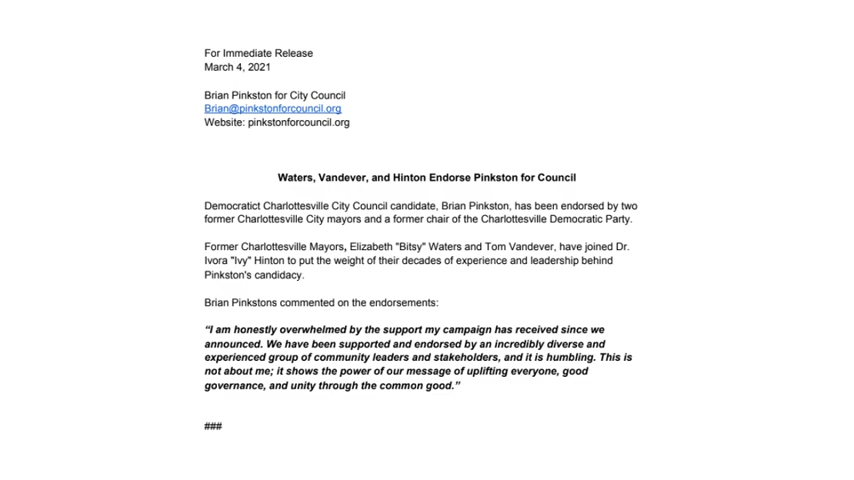 For Immediate Release
March 4, 2021
Brian Pinkston for City Council
Brian@pinkstonforcouncil.org
Website: pinkstonforcouncil.org
Waters, Vandever, and Hinton Endorse Pinkston for Council
Democratict Charlottesville City Council candidate, Brian Pinkston, has been endorsed by two
former Charlottesville City mayors and a former chair of the Charlottesville Democratic Party.
Former Charlottesville Mayors, Elizabeth "Bitsy" Waters and Tom Vandever, have joined Dr.
Ivora "Ivy" Hinton to put the weight of their decades of experience and leadership behind
Pinkston's candidacy.
Brian Pinkstons commented on the endorsements:
“I am honestly overwhelmed by the support my campaign has received since we
announced. We have been supported and endorsed by an incredibly diverse and
experienced group of community leaders and stakeholders, and it is humbling. This is
not about me; it shows the power of our message of uplifting everyone, good
governance, and unity through the common good.”
###